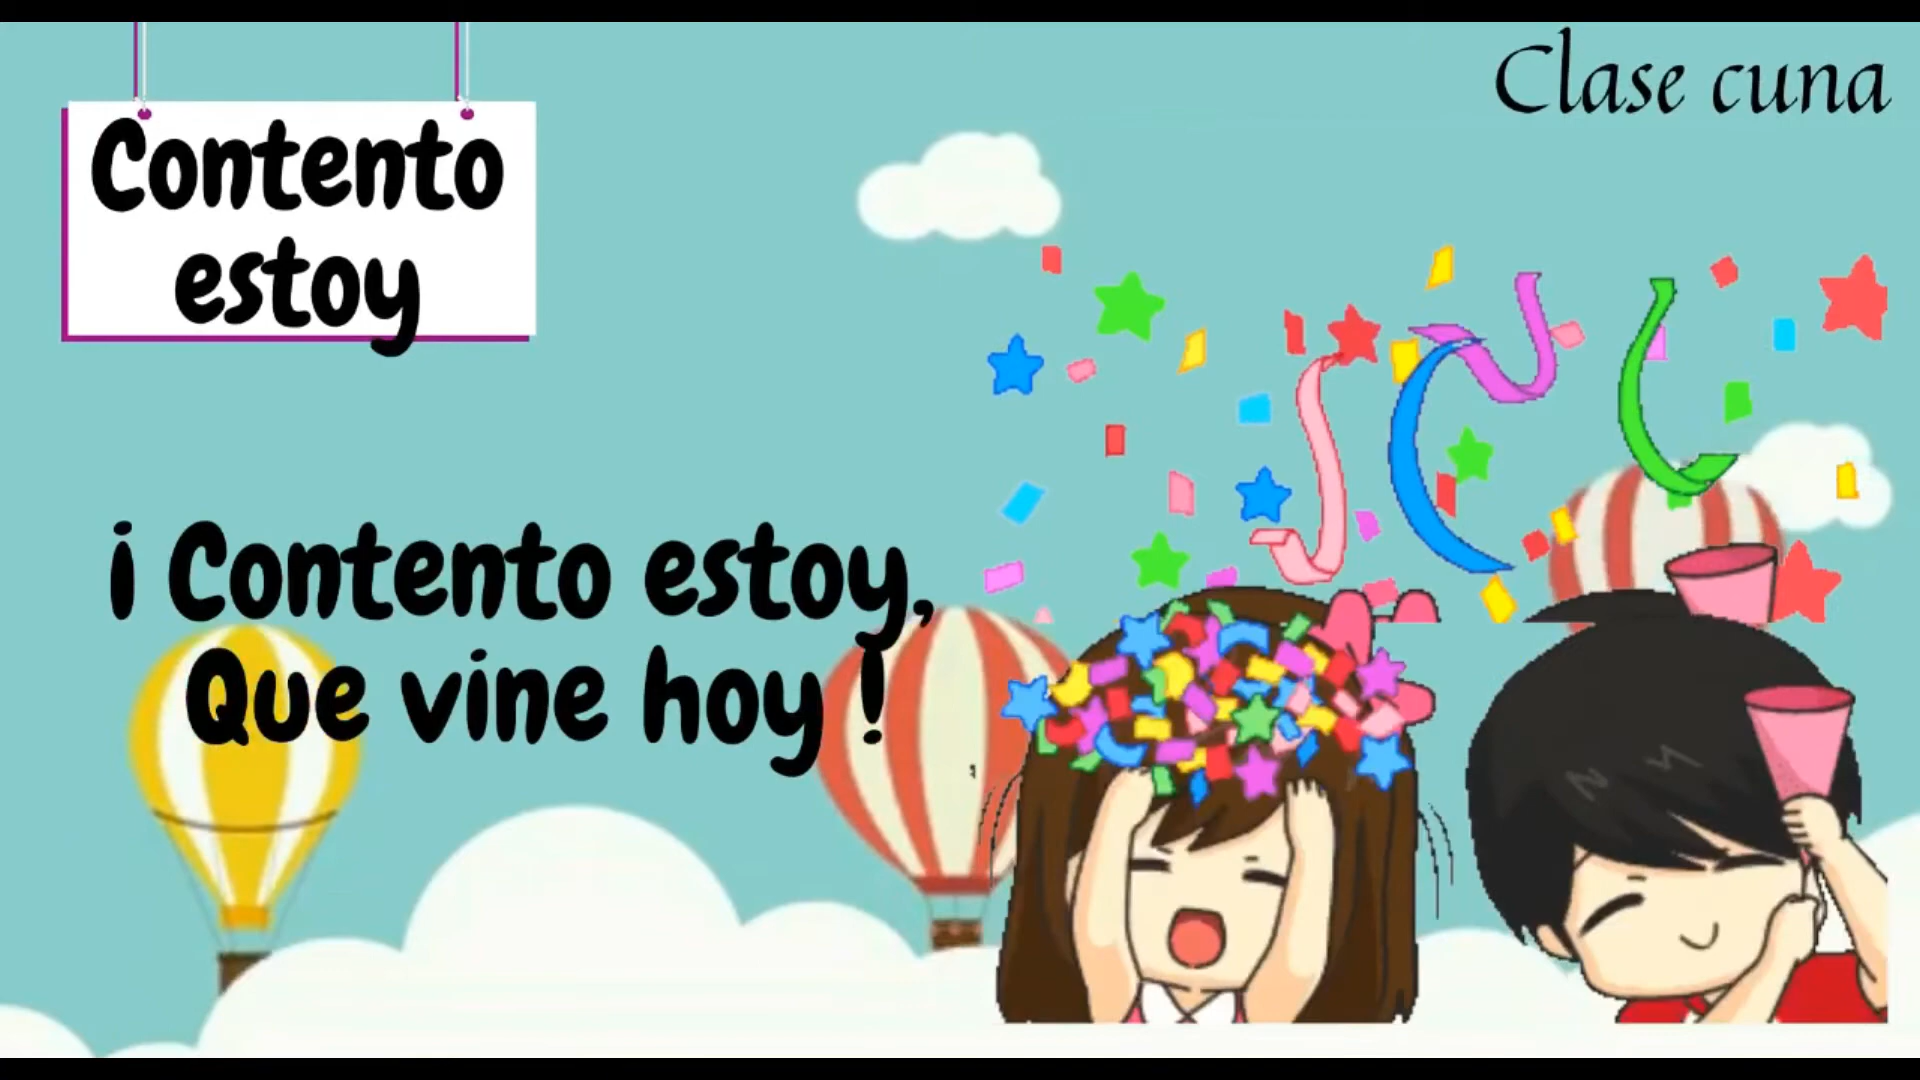 Clase cuna
Contento
estoy
¡ Contento estoy,
Que vine hoy !